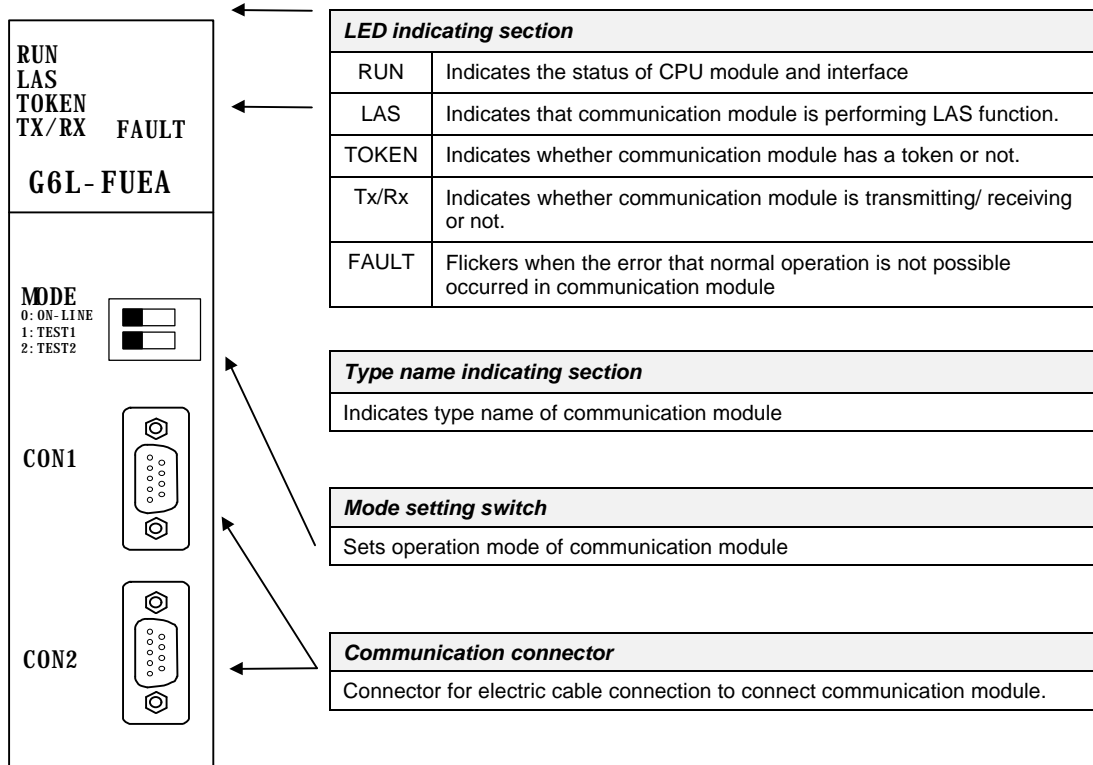 RUN
LAS
TOKEN
TX/RX FAULT
G6L-FUEA
MODE
0:ON-LINE
1:TEST1
2:TEST2
CON1
CON2
LED indicating section
RUN Indicates the status of CPU module and interface
LAS Indicates that communication module is performing LAS function.
TOKEN Indicates whether communication module has a token or not.
Tx/Rx Indicates whether communication module is transmitting/ receiving
or not.
FAULT Flickers when the error that normal operation is not possible
occurred in communication module
Type name indicating section
Indicates type name of communication module
Mode setting switch
Sets operation mode of communication module
Communication connector
Connector for electric cable connection to connect communication module.